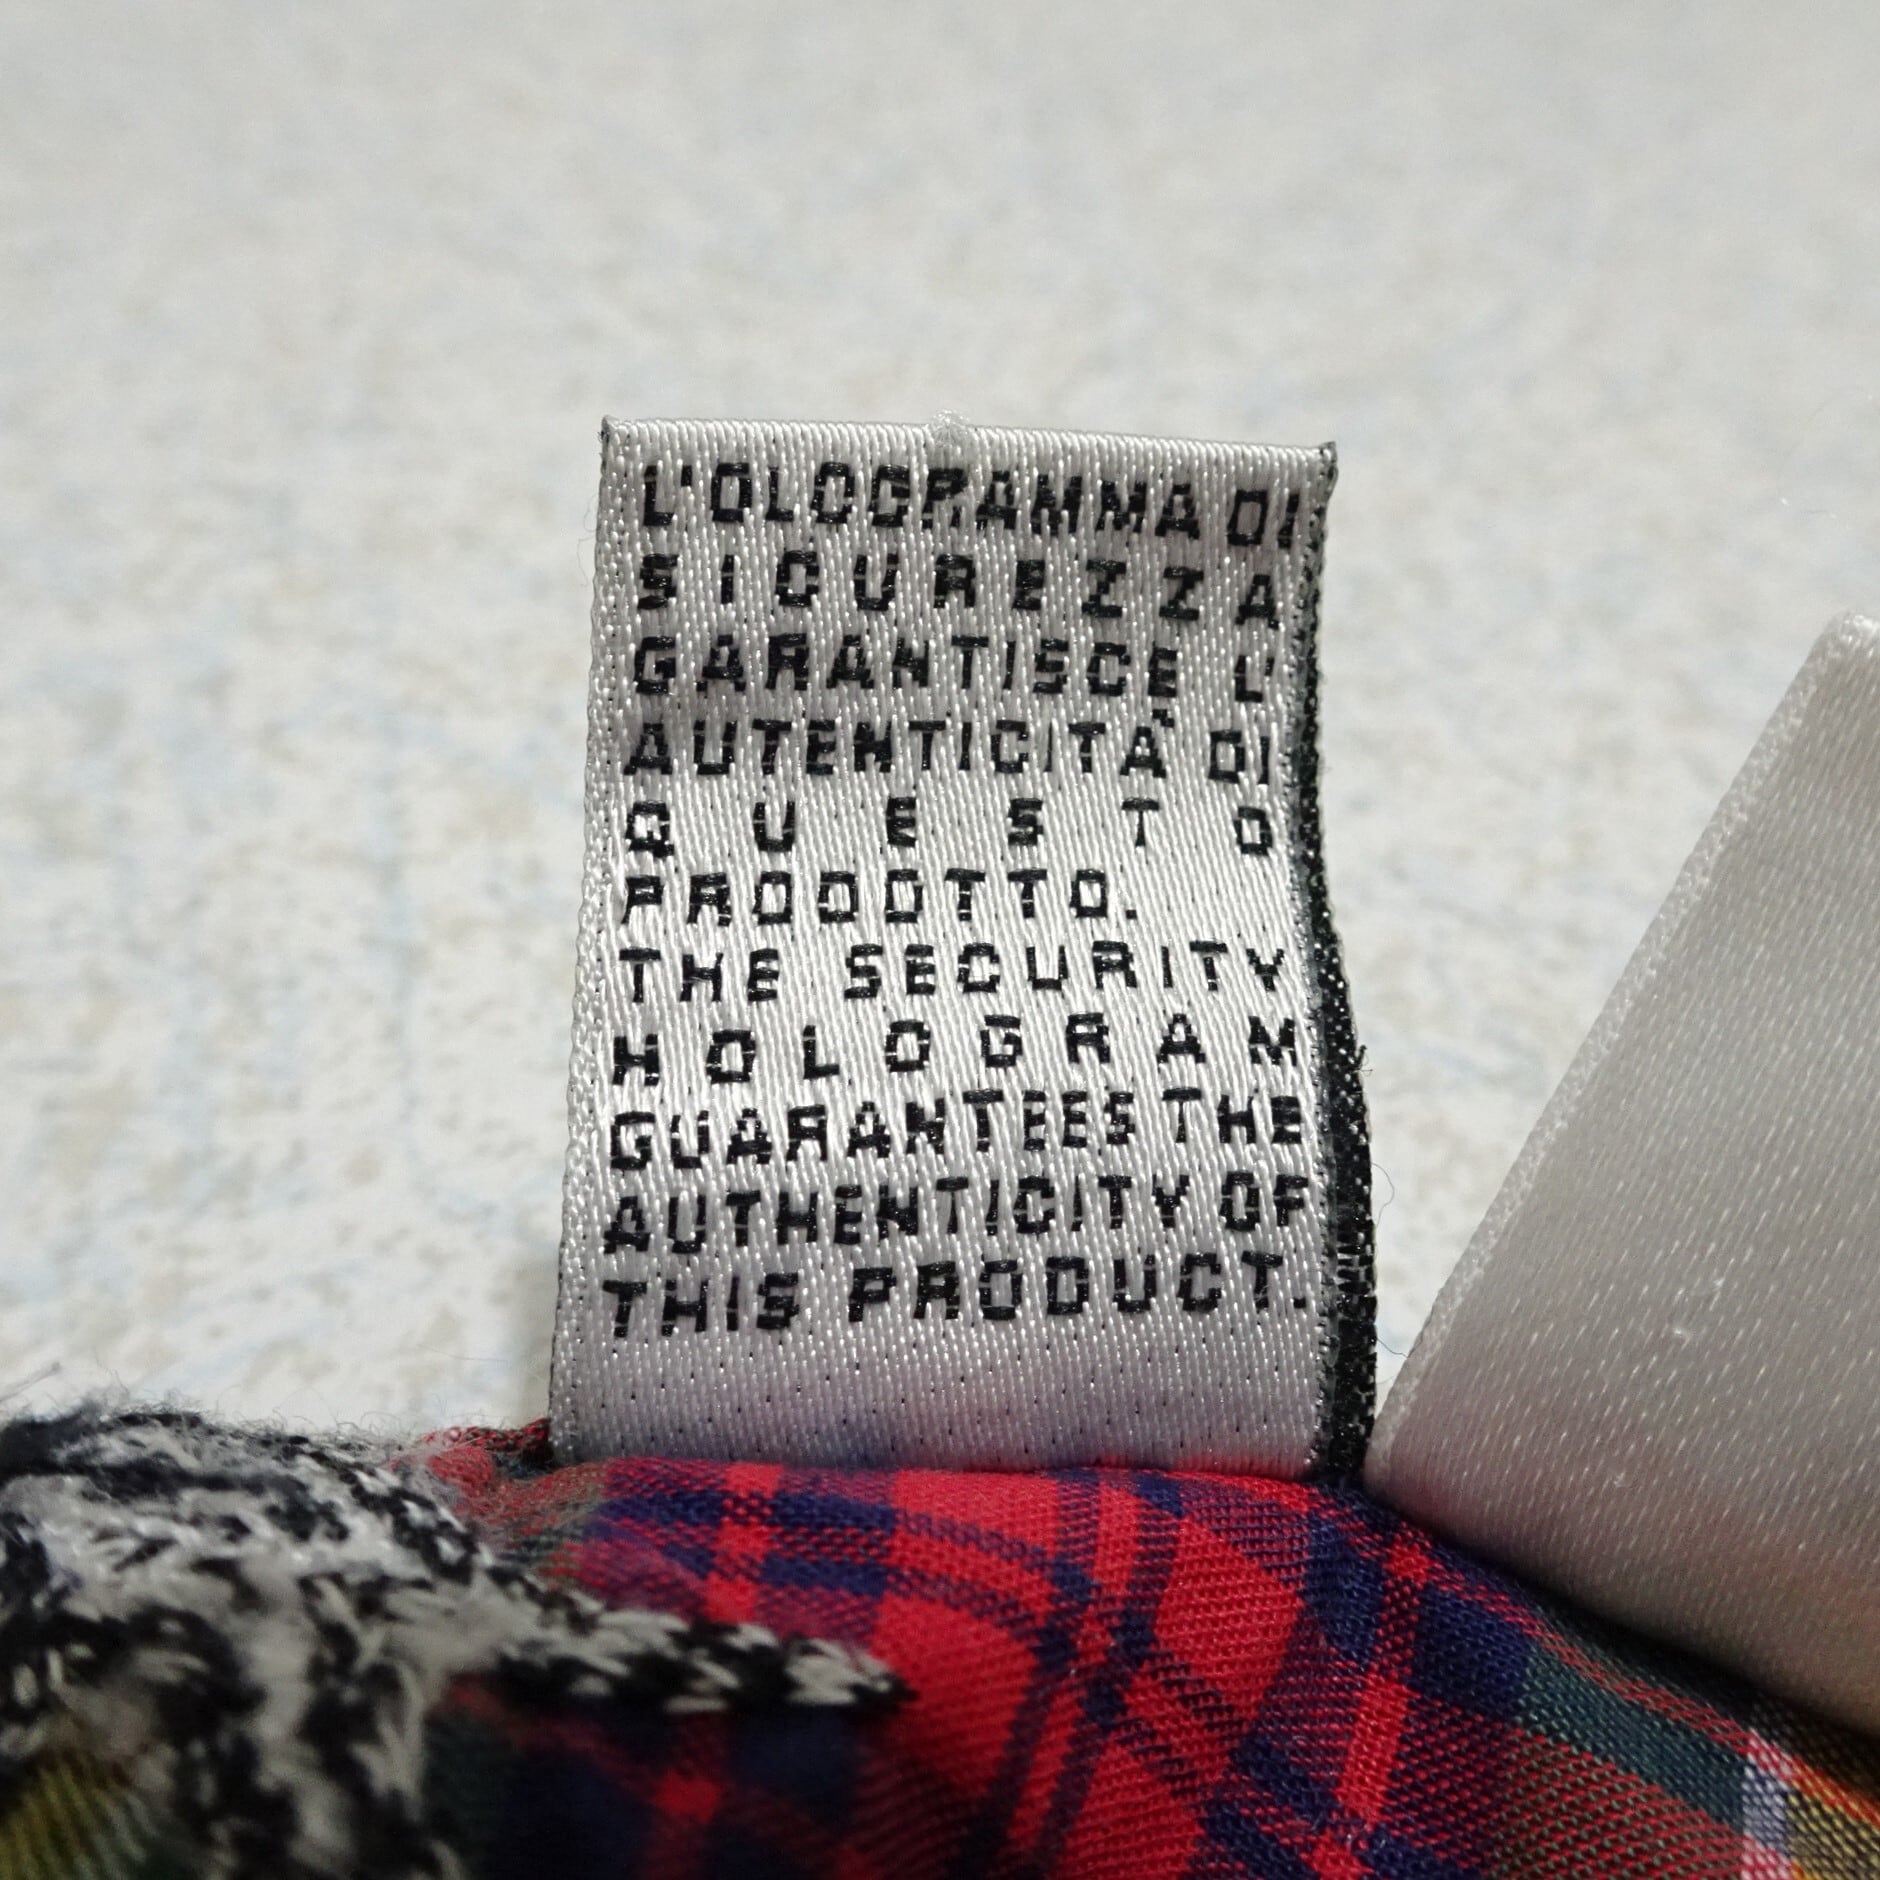 L'OLOGRAMMA DI
SICUREZZA
GARANTISCE L'
AUTENTICITÀ DI
QUESTO
PRODOTTO.
THE SECURITY
HOLOGRAM
GUARANTEES THE
AUTHENTICITY OF
THIS PRODUCT.